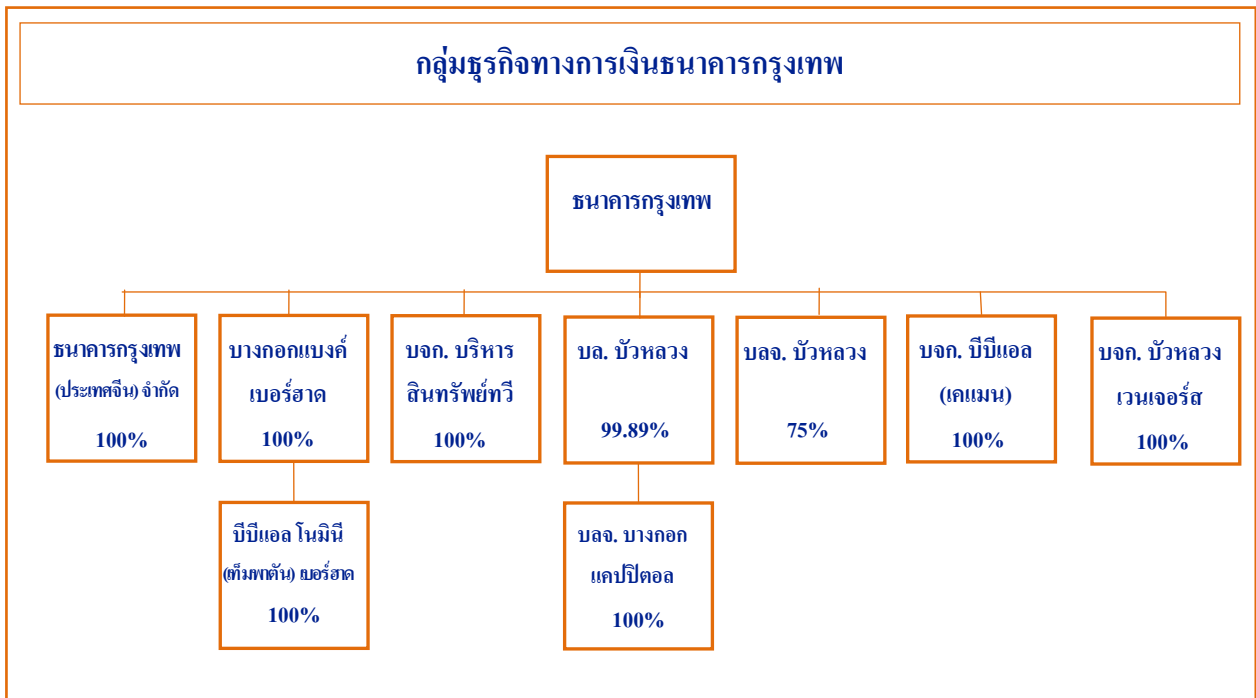 กลุ่มธุรกิจทางการเงินธนาคารกรุงเทพ
ธนาคารกรุงเทพ
ธนาคารกรุงเทพ
(ประเทศจีน) จำกัด
100%
บางกอกแบงค์
เบอร์ฮาด
100%
บจก. บริหาร
สินทรัพย์ทวี
100%
บล. บัวหลวง
99.89%
บลจ. บัวหลวง
75%
บจก. บีบีแอล
(เคแมน)
100%
บจก. บัวหลวง
เวนเจอร์ส
100%
บีบีแอล โนมินี
(เท็มพาตัน) เบอร์ฮาด
100%
บลจ. บางกอก
แคปปิตอล
100%